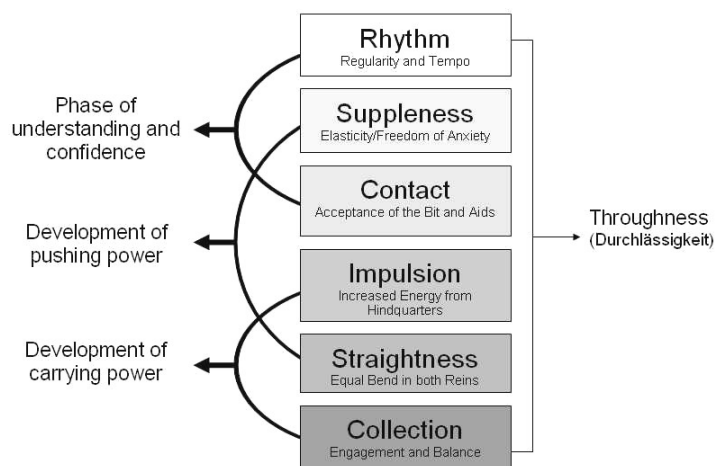 Rhythm
Regularity and Tempo
Suppleness
Elasticity/Freedom of Anxiety
Contact
Acceptance of the Bit and Aids
Impulsion
Increased Energy from
Hindquarters
Straightness
Equal Bend in both Reins
Collection
Engagement and Balance
Phase of
understanding and
confidence
Development of
pushing power
Development of
carrying power
Throughness
(Durchlässigkeit)